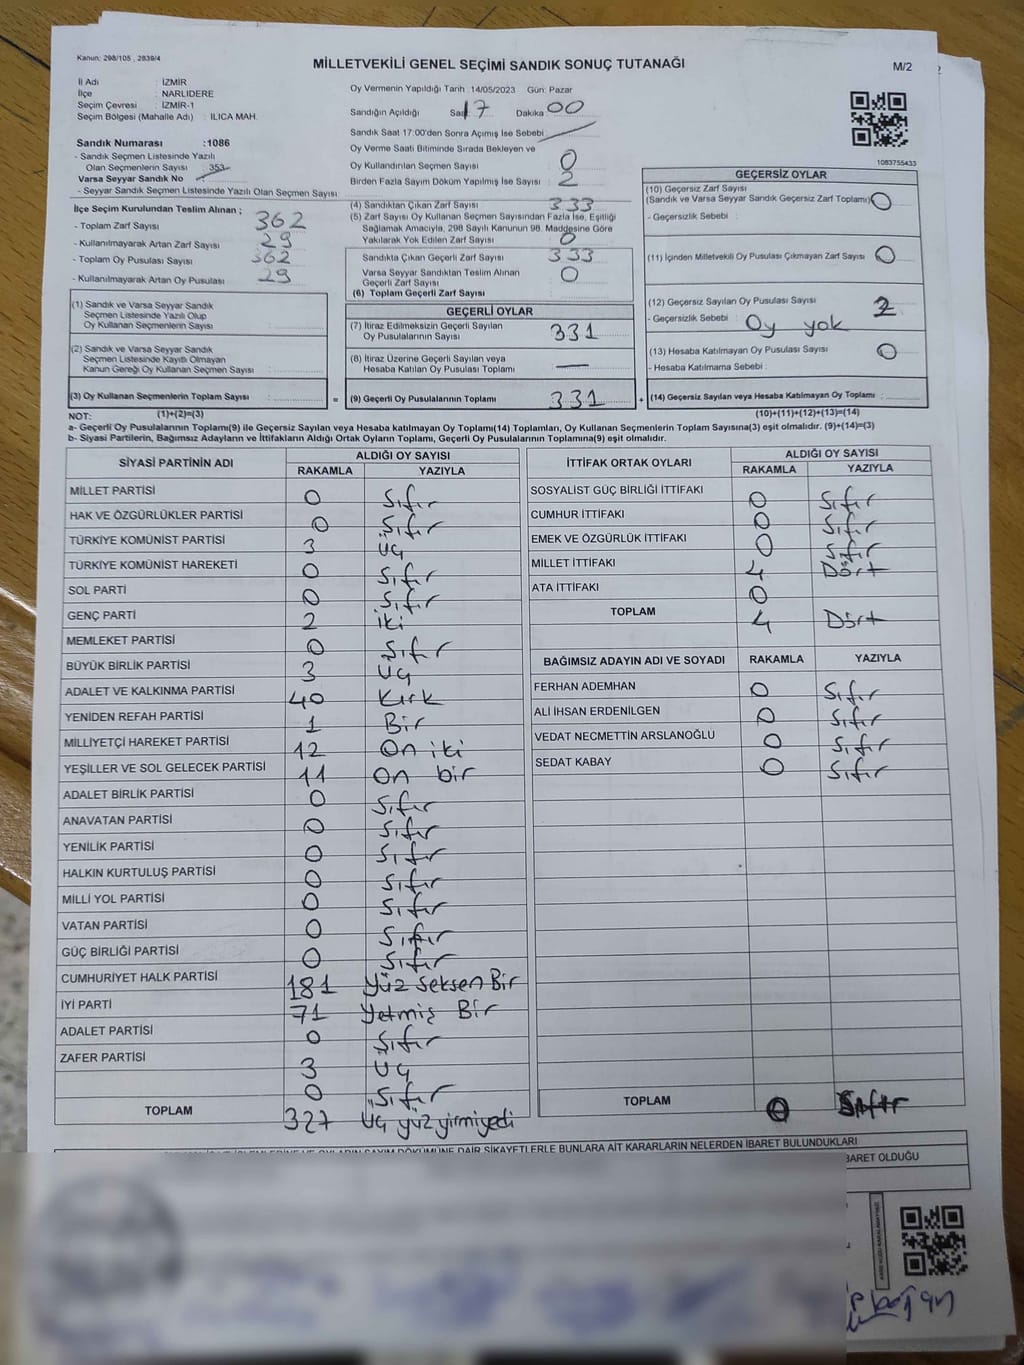 Kanun: 298/105 , 2839/4
MİLLETVEKİLİ GENEL SEÇİMİ SANDIK SONUÇ TUTANAĞI
M/2
İl Adı : İZMİR
İlçe : NARLIDERE
Seçim Çevresi : İZMİR-1
Seçim Bölgesi (Mahalle Adı) : ILICA MAH.
Sandık Numarası :1086
- Sandık Seçmen Listesinde Yazılı
Olan Seçmenlerin Sayısı : 353
Varsa Seyyar Sandık No
- Seyyar Sandık Seçmen Listesinde Yazılı Olan Seçmen Sayısı:
Oy Vermenin Yapıldığı Tarih :14/05/2023 Gün: Pazar
Sandığın Açıldığı Saat 17 Dakika 00
Sandık Saat 17:00'den Sonra Açımış İse Sebebi
Oy Verme Saati Bitiminde Sırada Bekleyen ve
Oy Kullandırılan Seçmen Sayısı : 0
Birden Fazla Sayım Döküm Yapılmış İse Sayısı : 2
1083755433
İlçe Seçim Kurulundan Teslim Alınan ;
- Toplam Zarf Sayısı : 362
- Kullanılmayarak Artan Zarf Sayısı : 29
- Toplam Oy Pusulası Sayısı : 362
- Kullanılmayarak Artan Oy Pusulası : 29
(4) Sandıktan Çıkan Zarf Sayısı : 333
(5) Zarf Sayısı Oy Kullanan Seçmen Sayısından Fazla İse, Eşitliği
Sağlamak Amacıyla, 298 Sayılı Kanunun 98. Maddesine Göre
Yakılarak Yok Edilen Zarf Sayısı : 0
Sandıkta Çıkan Geçerli Zarf Sayısı : 333
Varsa Seyyar Sandıktan Teslim Alınan
Geçerli Zarf Sayısı : 0
(6) Toplam Geçerli Zarf Sayısı :
GEÇERSİZ OYLAR
(10) Geçersiz Zarf Sayısı
(Sandık ve Varsa Seyyar Sandık Geçersiz Zarf Toplamı) 0
- Geçersizlik Sebebi :
(11) İçinden Milletvekili Oy Pusulası Çıkmayan Zarf Sayısı : 0
(12) Geçersiz Sayılan Oy Pusulası Sayısı : 2
- Geçersizlik Sebebi : Oy yok
(13) Hesaba Katılmayan Oy Pusulası Sayısı : 0
- Hesaba Katılmama Sebebi :
(1) Sandık ve Varsa Seyyar Sandık
Seçmen Listesinde Yazılı Olup
Oy Kullanan Seçmenlerin Sayısı :
(2) Sandık ve Varsa Seyyar Sandık
Seçmen Listesinde Kayıtlı Olmayan
Kanun Gereği Oy Kullanan Seçmen Sayısı :
GEÇERLİ OYLAR
(7) İtiraz Edilmeksizin Geçerli Sayılan
Oy Pusulalarının Sayısı : 331
(8) İtiraz Üzerine Geçerli Sayılan veya
Hesaba Katılan Oy Pusulası Toplamı : —
(3) Oy Kullanan Seçmenlerin Toplam Sayısı : =
(9) Geçerli Oy Pusulalarının Toplamı : 331 +
(14) Geçersiz Sayılan veya Hesaba Katılmayan Oy Toplamı :
NOT: (1)+(2)=(3) (10)+(11)+(12)+(13)=(14)
a- Geçerli Oy Pusulalarının Toplamı(9) ile Geçersiz Sayılan veya Hesaba katılmayan Oy Toplamı(14) Toplamları, Oy Kullanan Seçmenlerin Toplam Sayısına(3) eşit olmalıdır. (9)+(14)=(3)
b- Siyasi Partilerin, Bağımsız Adayların ve İttifakların Aldığı Ortak Oyların Toplamı, Geçerli Oy Pusulalarının Toplamına(9) eşit olmalıdır.
SİYASİ PARTİNİN ADI ALDIĞI OY SAYISI
RAKAMLA YAZIYLA
MİLLET PARTİSİ 0 Sıfır
HAK VE ÖZGÜRLÜKLER PARTİSİ 0 Sıfır
TÜRKİYE KOMÜNİST PARTİSİ 3 Üç
TÜRKİYE KOMÜNİST HAREKETİ 0 Sıfır
SOL PARTİ 0 Sıfır
GENÇ PARTİ 2 iki
MEMLEKET PARTİSİ 0 Sıfır
BÜYÜK BİRLİK PARTİSİ 3 Üç
ADALET VE KALKINMA PARTİSİ 40 Kırk
YENİDEN REFAH PARTİSİ 1 Bir
MİLLİYETÇİ HAREKET PARTİSİ 12 On iki
YEŞİLLER VE SOL GELECEK PARTİSİ 11 On bir
ADALET BİRLİK PARTİSİ 0 Sıfır
ANAVATAN PARTİSİ 0 Sıfır
YENİLİK PARTİSİ 0 Sıfır
HALKIN KURTULUŞ PARTİSİ 0 Sıfır
MİLLİ YOL PARTİSİ 0 Sıfır
VATAN PARTİSİ 0 Sıfır
GÜÇ BİRLİĞİ PARTİSİ 0 Sıfır
CUMHURİYET HALK PARTİSİ 181 Yüz seksen Bir
İYİ PARTİ 71 Yetmiş Bir
ADALET PARTİSİ 0 Sıfır
ZAFER PARTİSİ 3 Üç
0 Sıfır
TOPLAM 327 Üç yüz yirmiyedi
İTTİFAK ORTAK OYLARI ALDIĞI OY SAYISI
RAKAMLA YAZIYLA
SOSYALİST GÜÇ BİRLİĞİ İTTİFAKI 0 Sıfır
CUMHUR İTTİFAKI 0 Sıfır
EMEK VE ÖZGÜRLÜK İTTİFAKI 0 Sıfır
MİLLET İTTİFAKI 4 Dört
ATA İTTİFAKI 0
TOPLAM 4 Dört
BAĞIMSIZ ADAYIN ADI VE SOYADI RAKAMLA YAZIYLA
FERHAN ADEMHAN 0 Sıfır
ALİ İHSAN ERDENİLGEN 0 Sıfır
VEDAT NECMETTİN ARSLANOĞLU 0 Sıfır
SEDAT KABAY 0 Sıfır
TOPLAM 0 Sıfır
DÖKÜMÜNE DAİR ŞİKAYETLERLE BUNLARA AİT KARARLARIN NELERDEN İBARET BULUNDUKLARI
İBARET OLDUĞU